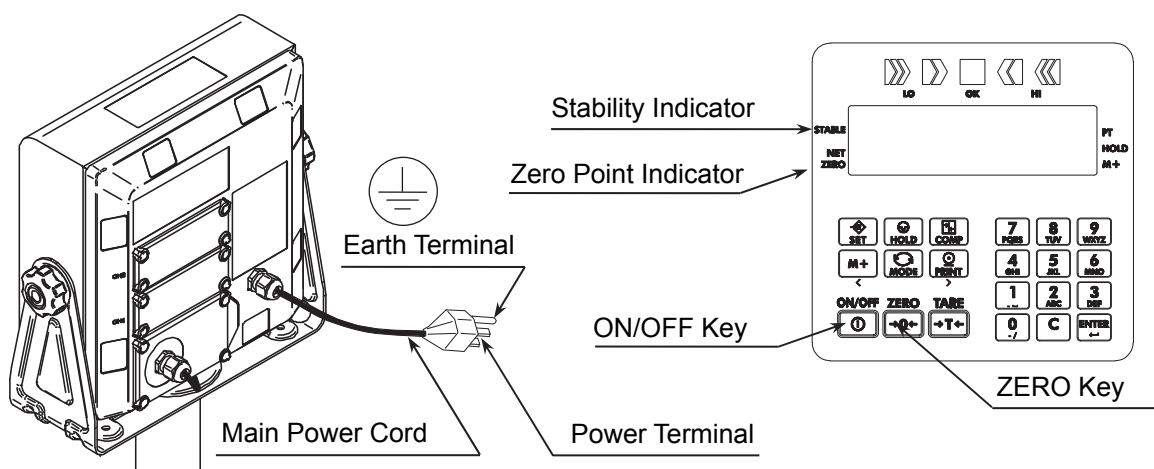 Stability Indicator
Zero Point Indicator
Earth Terminal
ON/OFF Key
Main Power Cord
Power Terminal
ZERO Key
LO OK HI
STABLE
NET
ZERO
PT
HOLD
M+
SET HOLD COMP
M+ MODE PRINT
< >
ON/OFF ZERO TARE
→0← →T←
7 8 9
PQRS TUV WXYZ
4 5 6
GHI JKL MNO
1 2 3
ABC DEF
0 C ENTER
- /